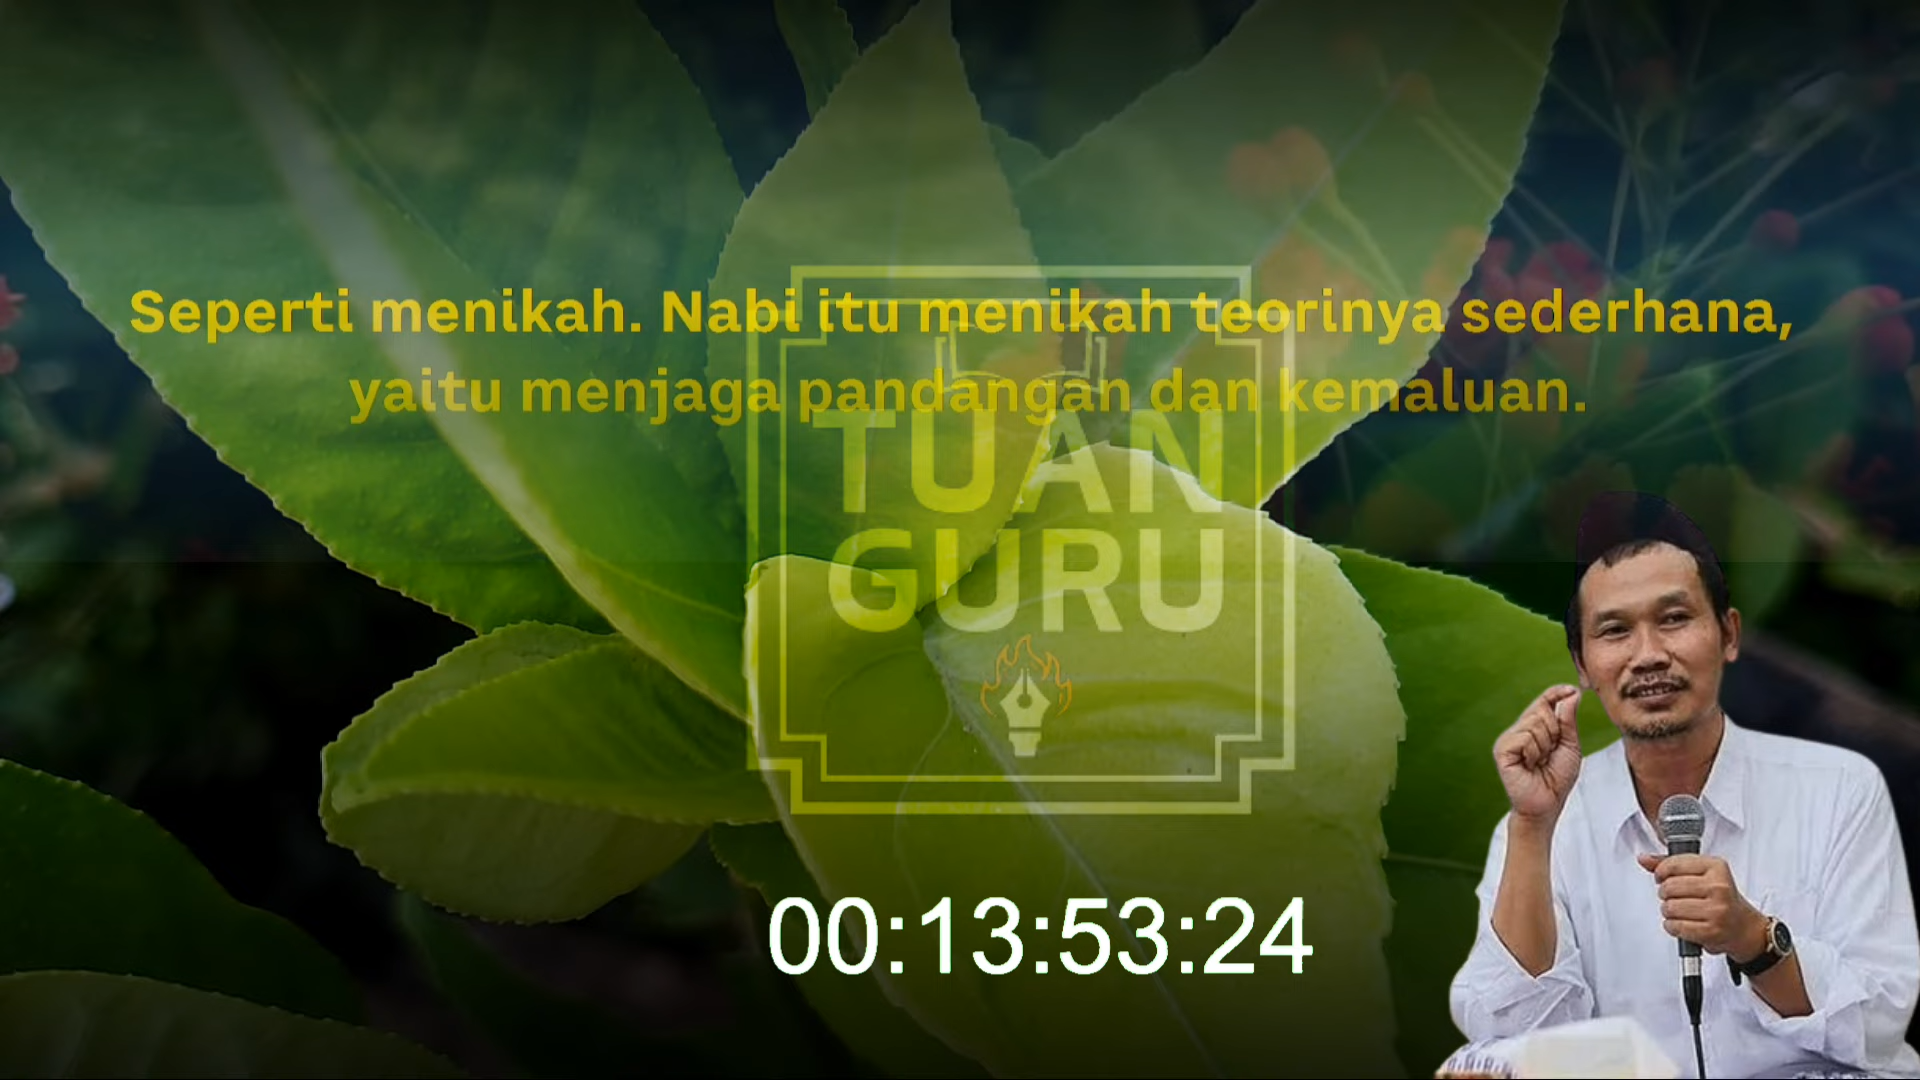 Seperti menikah. Nabi itu menikah teorinya sederhana,
yaitu menjaga pandangan dan kemaluan.
TUAN
GURU
00:13:53:24